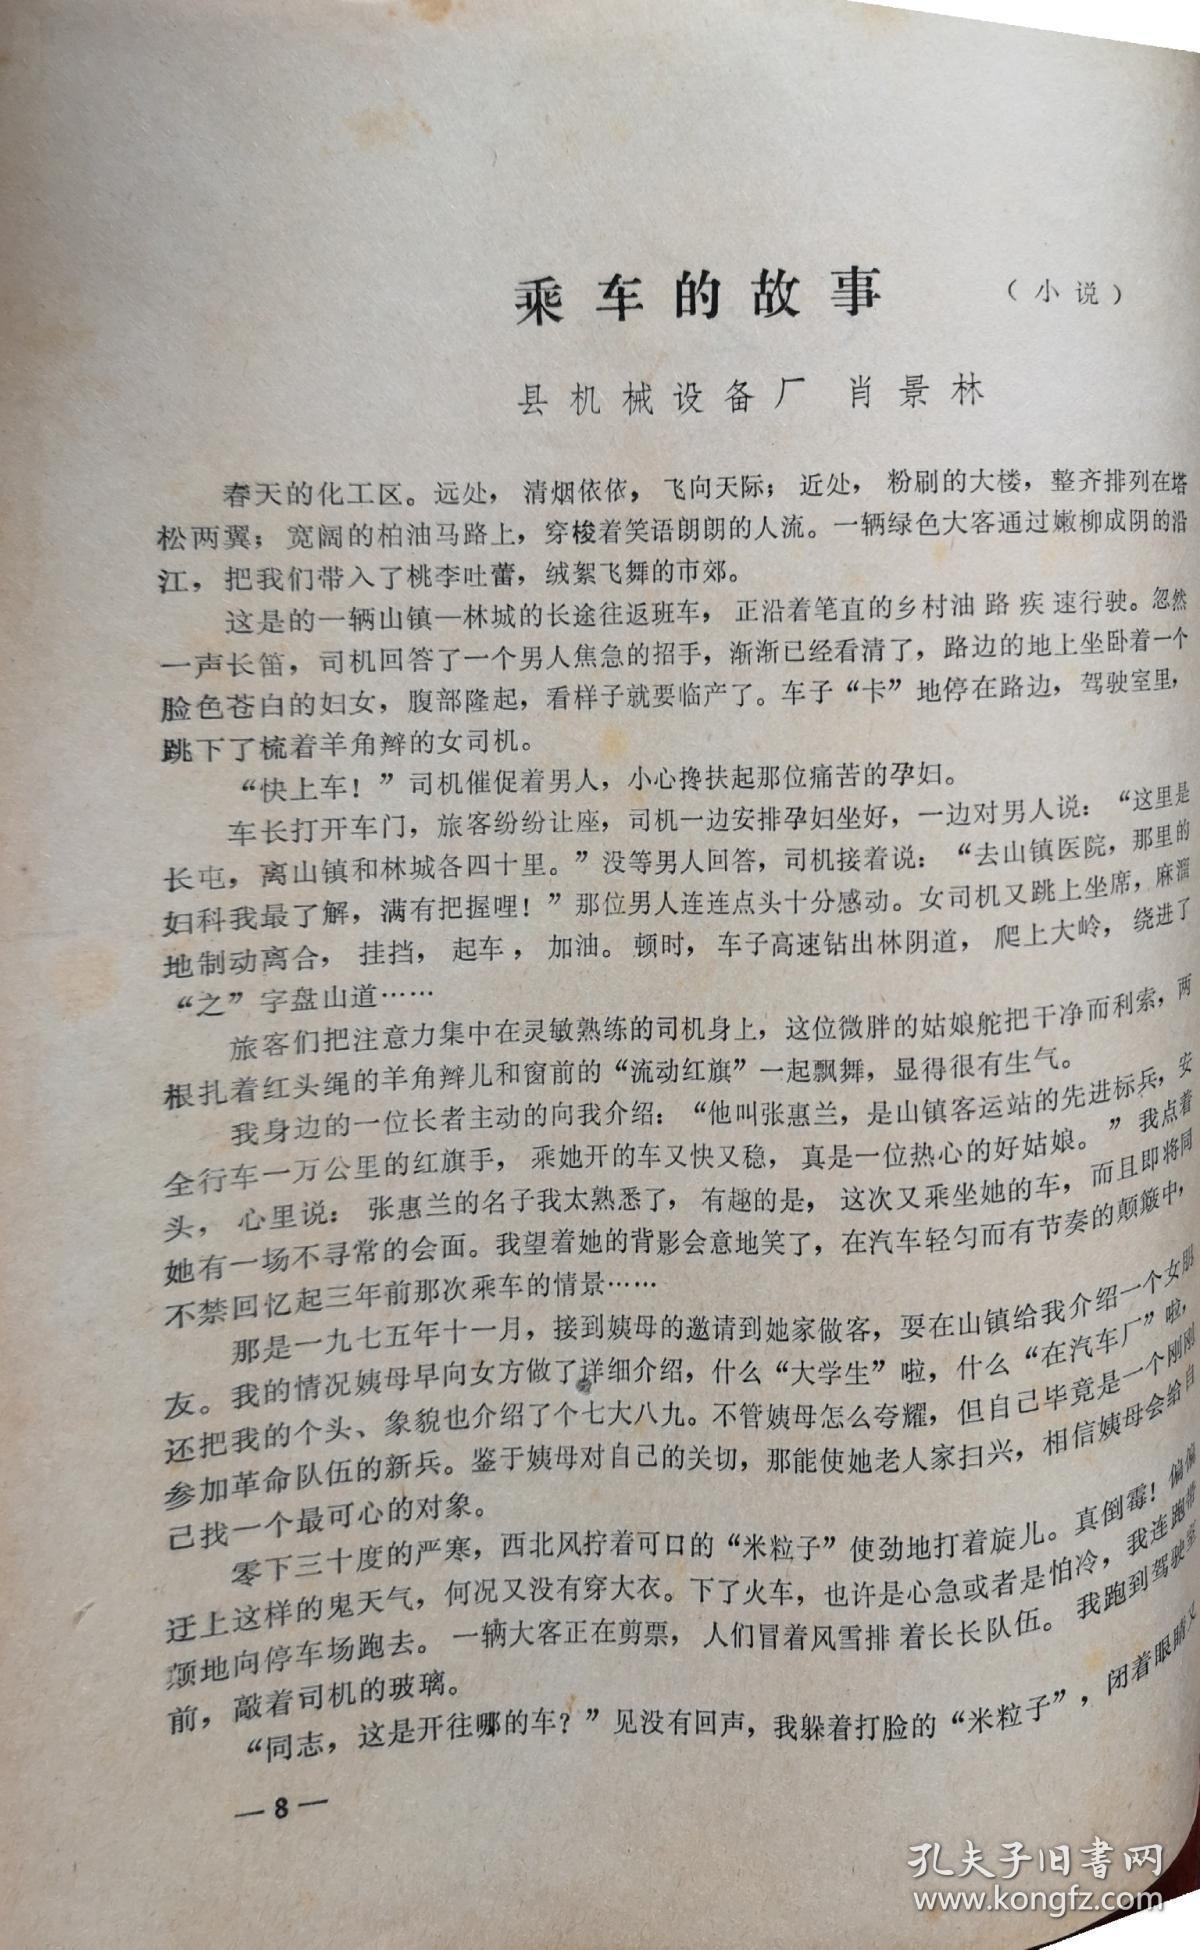 乘车的故事 （小说）
县机械设备厂 肖景林
春天的化工区。远处，清烟依依，飞向天际；近处，粉刷的大楼，整齐排列在塔
松两翼；宽阔的柏油马路上，穿梭着笑语朗朗的人流。一辆绿色大客通过嫩柳成阴的沿
江，把我们带入了桃李吐蕾，绒絮飞舞的市郊。
这是的一辆山镇—林城的长途往返班车，正沿着笔直的乡村油路疾速行驶。忽然
一声长笛，司机回答了一个男人焦急的招手，渐渐已经看清了，路边的地上坐卧着一个
脸色苍白的妇女，腹部隆起，看样子就要临产了。车子“卡”地停在路边，驾驶室里，
跳下了梳着羊角辫的女司机。
“快上车！”司机催促着男人，小心搀扶起那位痛苦的孕妇。
车长打开车门，旅客纷纷让座，司机一边安排孕妇坐好，一边对男人说：“这里是
长屯，离山镇和林城各四十里。”没等男人回答，司机接着说：“去山镇医院，那里的
妇科我最了解，满有把握哩！”那位男人连连点头十分感动。女司机又跳上坐席，麻溜
地制动离合，挂挡，起车，加油。顿时，车子高速钻出林阴道，爬上大岭，绕进了
“之”字盘山道……
旅客们把注意力集中在灵敏熟练的司机身上，这位微胖的姑娘舵把干净而利索，两
根扎着红头绳的羊角辫儿和窗前的“流动红旗”一起飘舞，显得很有生气。
我身边的一位长者主动的向我介绍：“他叫张惠兰，是山镇客运站的先进标兵，安
全行车一万公里的红旗手，乘她开的车又快又稳，真是一位热心的好姑娘。”我点着
头，心里说：张惠兰的名子我太熟悉了，有趣的是，这次又乘坐她的车，而且即将同
她有一场不寻常的会面。我望着她的背影会意地笑了，在汽车轻匀而有节奏的颠簸中，
不禁回忆起三年前那次乘车的情景……
那是一九七五年十一月，接到姨母的邀请到她家做客，要在山镇给我介绍一个女朋
友。我的情况姨母早向女方做了详细介绍，什么“大学生”啦，什么“在汽车厂”啦，
还把我的个头、象貌也介绍了个七大八九。不管姨母怎么夸耀，但自己毕竟是一个刚刚
参加革命队伍的新兵。鉴于姨母对自己的关切，那能使她老人家扫兴，相信姨母会给自
己找一个最可心的对象。
零下三十度的严寒，西北风拧着可口的“米粒子”使劲地打着旋儿。真倒霉！偏偏
迂上这样的鬼天气，何况又没有穿大衣。下了火车，也许是心急或者是怕冷，我连跑带
颠地向停车场跑去。一辆大客正在剪票，人们冒着风雪排着长长队伍。我跑到驾驶室
前，敲着司机的玻璃。
“同志，这是开往哪的车？”见没有回声，我躲着打脸的“米粒子”，闭着眼睛又
—8—
孔夫子旧书网
www.kongfz.com